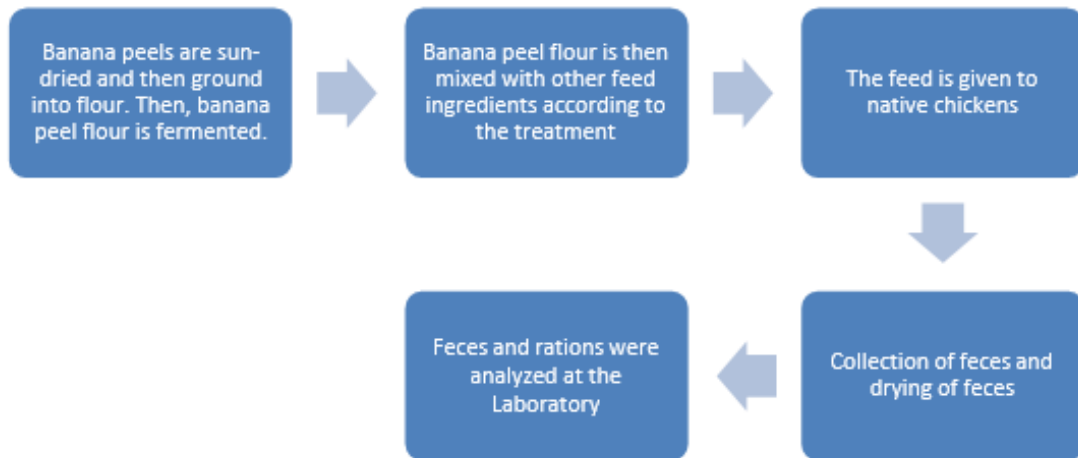 Banana peels are sun-
dried and then ground
into flour. Then, banana
peel flour is fermented.
Banana peel flour is then
mixed with other feed
ingredients according to
the treatment
The feed is given to
native chickens
Collection of feces and
drying of feces
Feces and rations were
analyzed at the
Laboratory